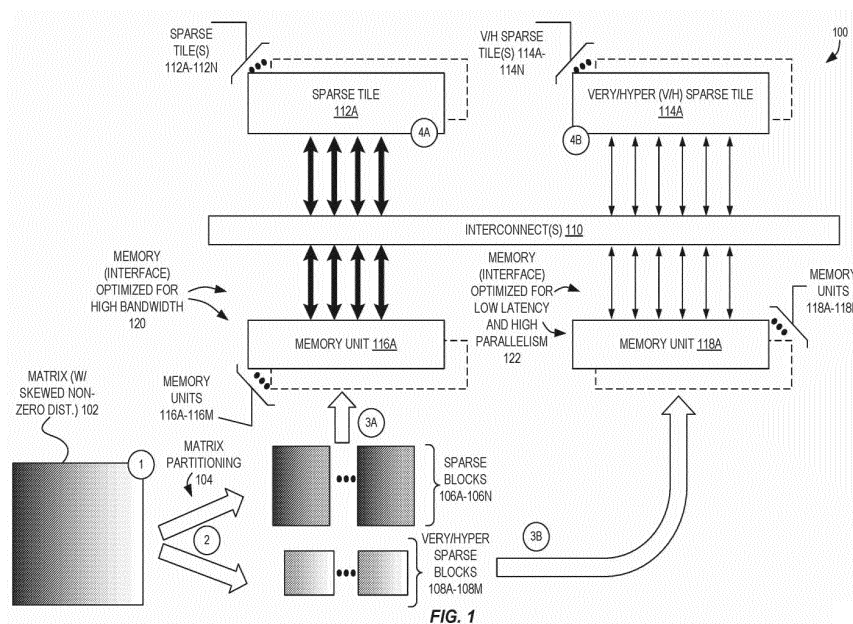 SPARSE
TILE(S)
112A-112N
V/H SPARSE
TILE(S) 114A-
114N
100
SPARSE TILE
112A
VERY/HYPER (V/H) SPARSE TILE
114A
4A
4B
INTERCONNECT(S) 110
MEMORY
(INTERFACE)
OPTIMIZED FOR
HIGH BANDWIDTH
120
MEMORY
(INTERFACE)
OPTIMIZED FOR
LOW LATENCY
AND HIGH
PARALLELISM
122
MEMORY
UNITS
118A-118
MEMORY UNIT 116A
MEMORY UNIT 118A
MATRIX (W/
SKEWED NON-
ZERO DIST.) 102
MEMORY
UNITS
116A-116M
3A
1
MATRIX
PARTITIONING
104
SPARSE
BLOCKS
106A-106N
2
3B
VERY/HYPER
SPARSE
BLOCKS
108A-108M
FIG. 1